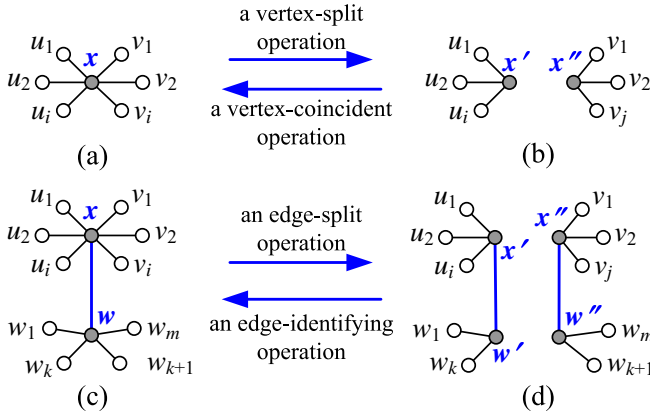 u1 x v1
u2 v2
ui vi
(a)
a vertex-split
operation
a vertex-coincident
operation
u1 x′ x″ v1
u2 v2
ui vj
(b)
u1 x v1
u2 v2
ui vi
w
w1 wm
wk wk+1
(c)
an edge-split
operation
an edge-identifying
operation
u1 x″ v1
u2 v2
ui x′ vj
w1 w″ wm
wk w′ wk+1
(d)